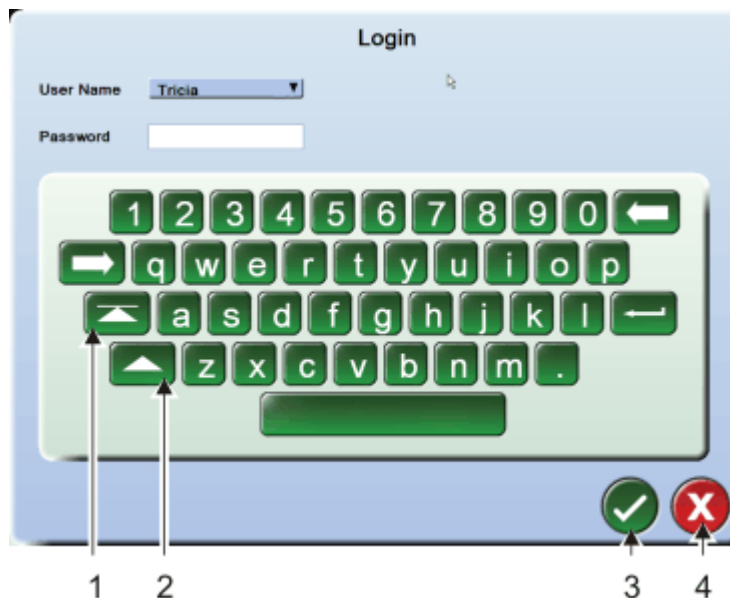 Login
User Name Tricia
Password
1 2 3 4 5 6 7 8 9 0
q w e r t y u i o p
a s d f g h j k l
z x c v b n m .
1 2 3 4